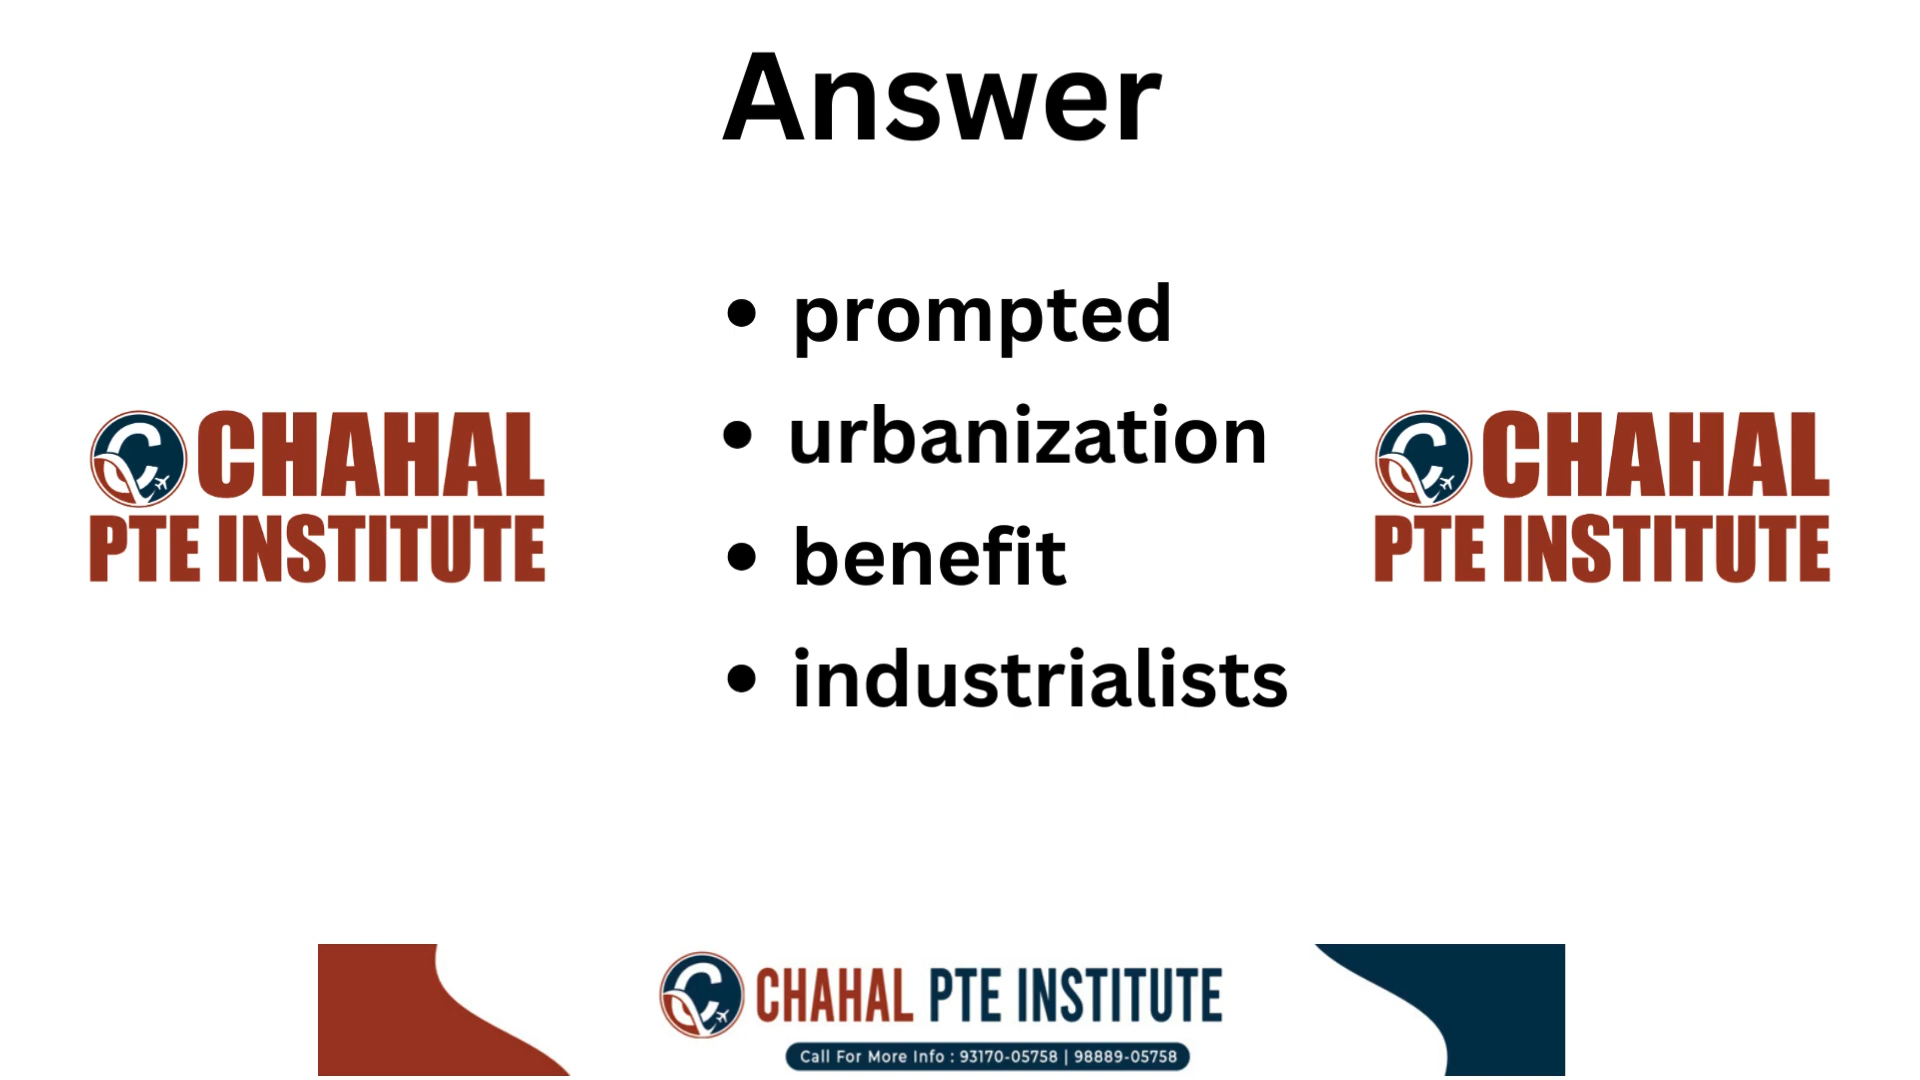 Answer
• prompted
• urbanization
• benefit
• industrialists
CHAHAL
PTE INSTITUTE
CHAHAL
PTE INSTITUTE
CHAHAL PTE INSTITUTE
Call For More Info : 93170-05758 | 98889-05758